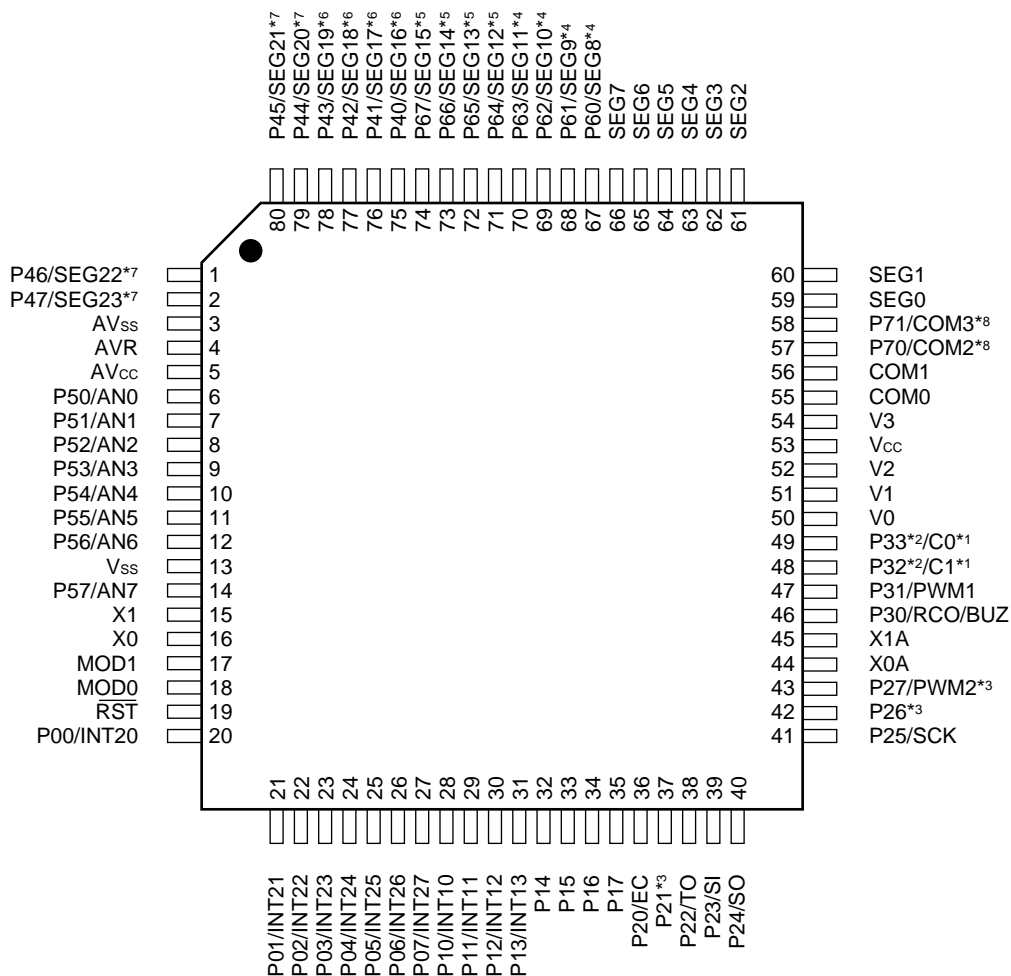 P45/SEG21*7
P44/SEG20*7
P43/SEG19*6
P42/SEG18*6
P41/SEG17*6
P40/SEG16*6
P67/SEG15*5
P66/SEG14*5
P65/SEG13*5
P64/SEG12*5
P63/SEG11*4
P62/SEG10*4
P61/SEG9*4
P60/SEG8*4
SEG7
SEG6
SEG5
SEG4
SEG3
SEG2
80
79
78
77
76
75
74
73
72
71
70
69
68
67
66
65
64
63
62
61
P46/SEG22*7 1
P47/SEG23*7 2
AVSS 3
AVR 4
AVCC 5
P50/AN0 6
P51/AN1 7
P52/AN2 8
P53/AN3 9
P54/AN4 10
P55/AN5 11
P56/AN6 12
VSS 13
P57/AN7 14
X1 15
X0 16
MOD1 17
MOD0 18
RST 19
P00/INT20 20
60 SEG1
59 SEG0
58 P71/COM3*8
57 P70/COM2*8
56 COM1
55 COM0
54 V3
53 VCC
52 V2
51 V1
50 V0
49 P33*2/C0*1
48 P32*2/C1*1
47 P31/PWM1
46 P30/RCO/BUZ
45 X1A
44 X0A
43 P27/PWM2*3
42 P26*3
41 P25/SCK
21
22
23
24
25
26
27
28
29
30
31
32
33
34
35
36
37
38
39
40
P01/INT21
P02/INT22
P03/INT23
P04/INT24
P05/INT25
P06/INT26
P07/INT27
P10/INT10
P11/INT11
P12/INT12
P13/INT13
P14
P15
P16
P17
P20/EC
P21*3
P22/TO
P23/SI
P24/SO